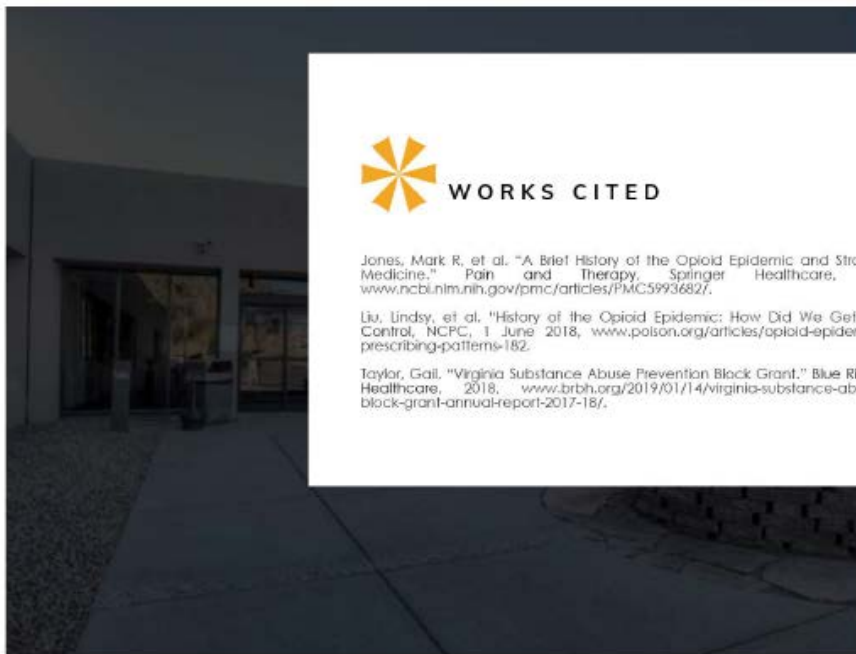 WORKS CITED
Jones, Mark R, et al. "A Brief History of the Opioid Epidemic and
Medicine." Pain and Therapy, Springer Healthcare,
www.ncbi.nlm.nih.gov/pmc/articles/PMC5993682/.
Liu, Lindsy, et al. "History of the Opioid Epidemic: How Did We Get
Control, NCPC, 1 June 2018, www.poison.org/articles/opioid-epidem
prescribing-patterns-182.
Taylor, Gail. "Virginia Substance Abuse Prevention Block Grant." Blue
Healthcare, 2018, www.brbh.org/2019/01/14/virginia-substance-ab
block-grant-annual-report-2017-18/.